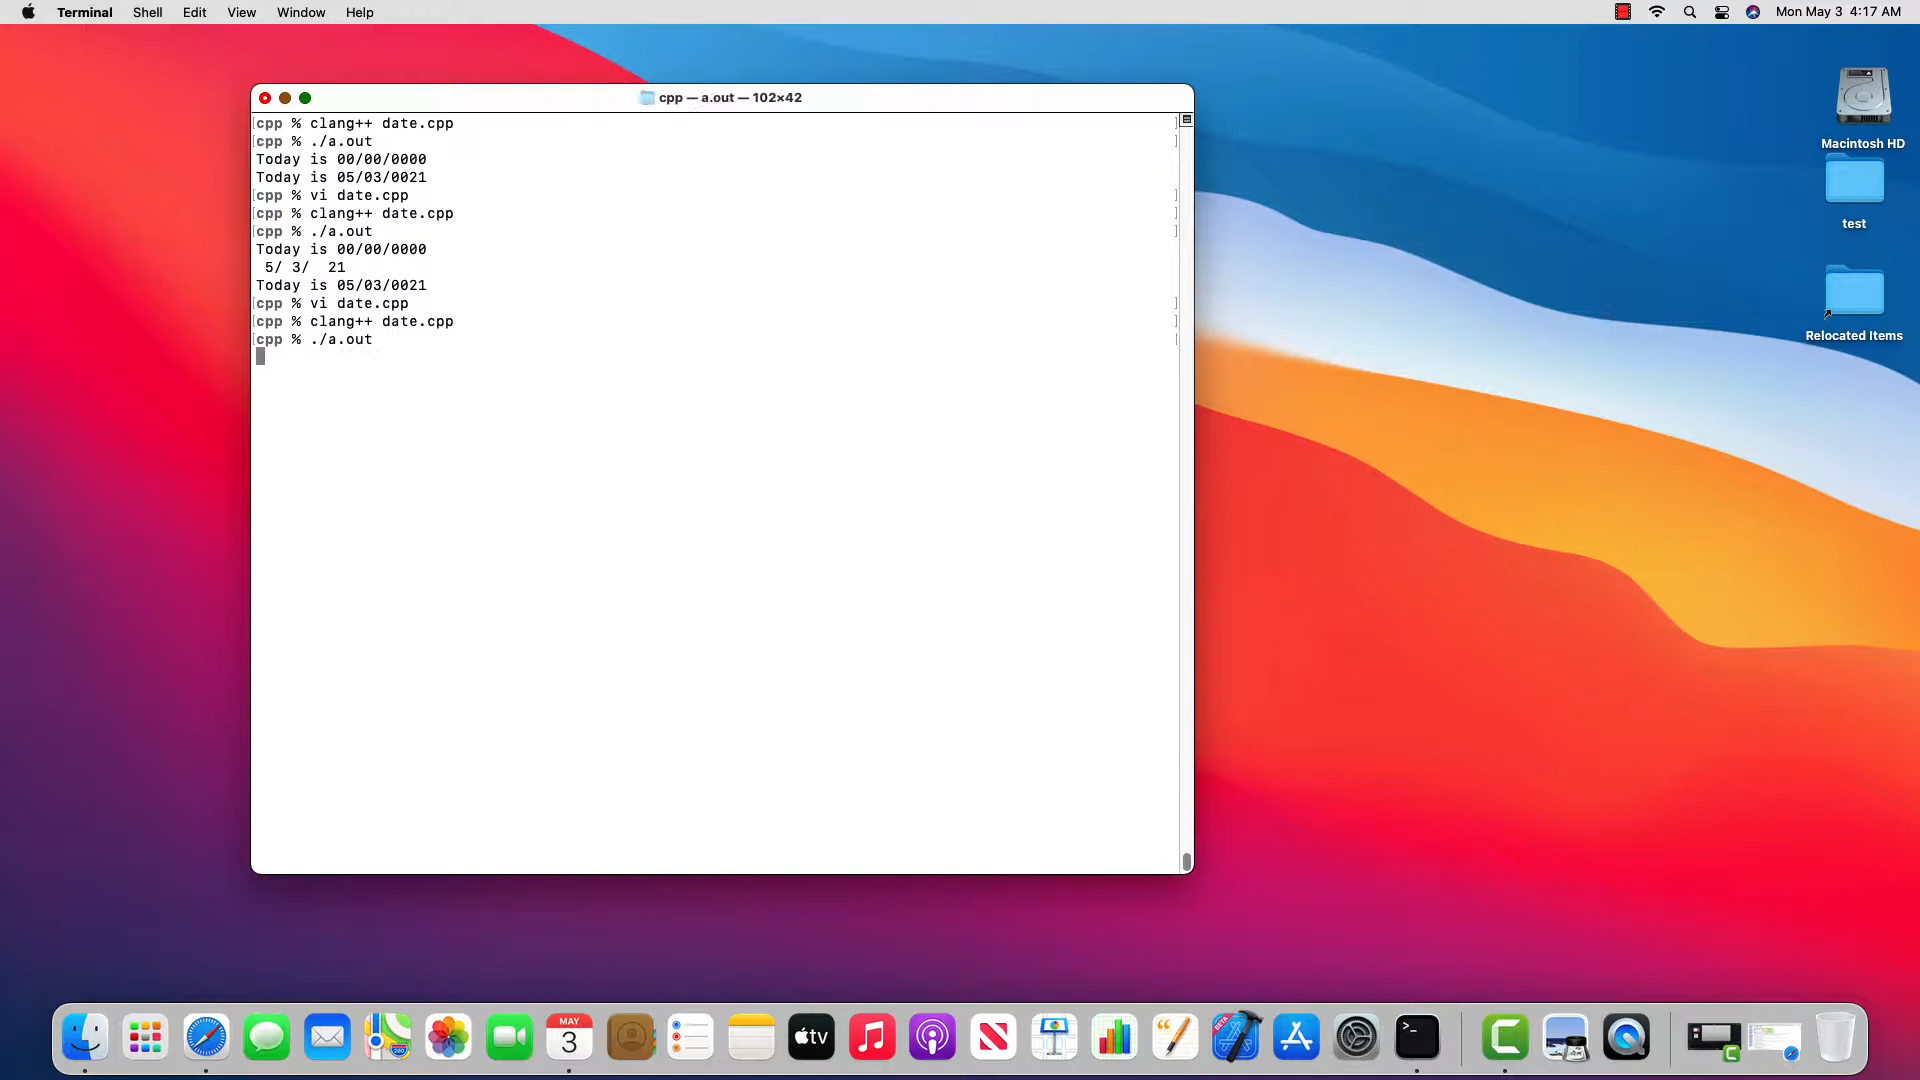 Terminal Shell Edit View Window Help
Mon May 3 4:17 AM
cpp — a.out — 102×42
[cpp % clang++ date.cpp ]
[cpp % ./a.out ]
Today is 00/00/0000
Today is 05/03/0021
[cpp % vi date.cpp ]
[cpp % clang++ date.cpp ]
[cpp % ./a.out ]
Today is 00/00/0000
 5/ 3/  21
Today is 05/03/0021
[cpp % vi date.cpp ]
[cpp % clang++ date.cpp ]
[cpp % ./a.out
Macintosh HD
test
Relocated Items
MAY
3
280
tv
BETA
>_